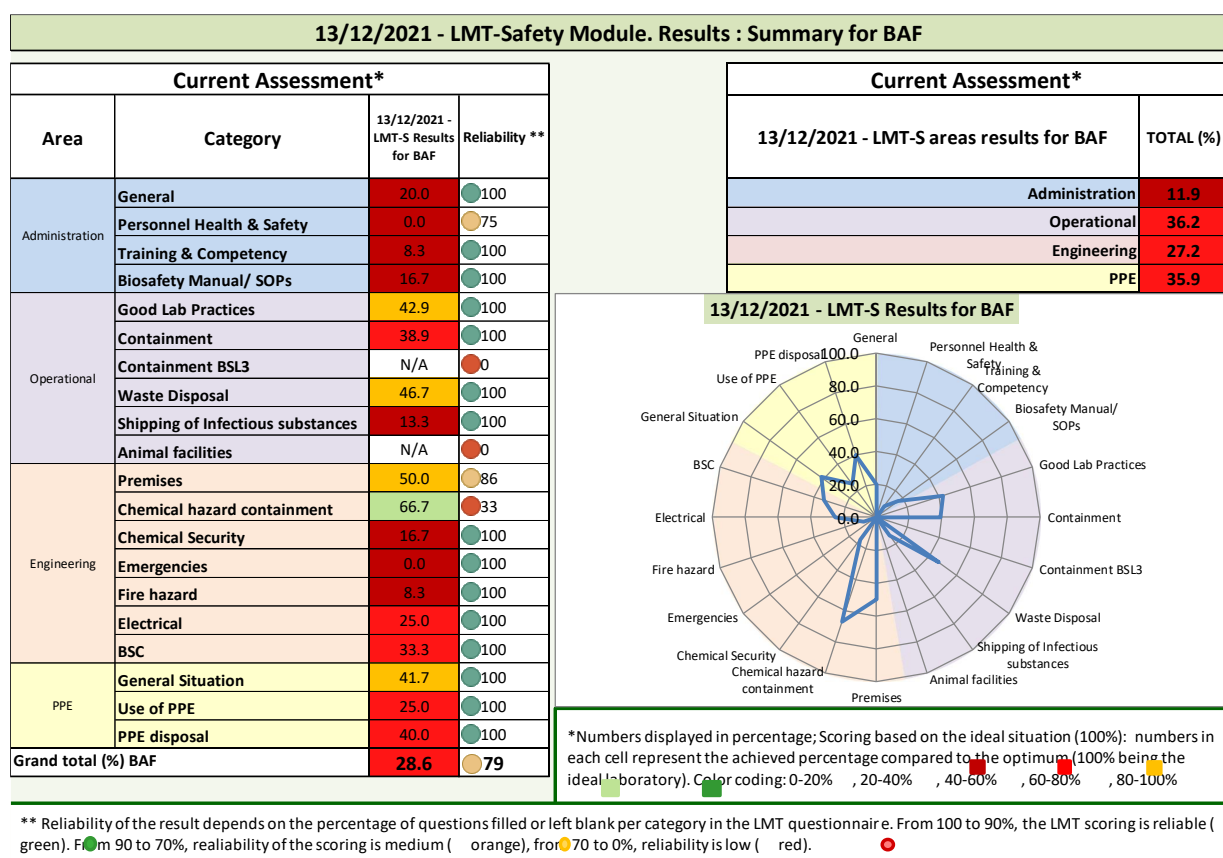 13/12/2021 - LMT-Safety Module. Results : Summary for BAF
Current Assessment*
Area Category 13/12/2021 - LMT-S Results for BAF Reliability **
Administration
General 20.0 100
Personnel Health & Safety 0.0 75
Training & Competency 8.3 100
Biosafety Manual/ SOPs 16.7 100
Operational
Good Lab Practices 42.9 100
Containment 38.9 100
Containment BSL3 N/A 0
Waste Disposal 46.7 100
Shipping of Infectious substances 13.3 100
Animal facilities N/A 0
Engineering
Premises 50.0 86
Chemical hazard containment 66.7 33
Chemical Security 16.7 100
Emergencies 0.0 100
Fire hazard 8.3 100
Electrical 25.0 100
BSC 33.3 100
PPE
General Situation 41.7 100
Use of PPE 25.0 100
PPE disposal 40.0 100
Grand total (%) BAF 28.6 79
Current Assessment*
13/12/2021 - LMT-S areas results for BAF TOTAL (%)
Administration 11.9
Operational 36.2
Engineering 27.2
PPE 35.9
13/12/2021 - LMT-S Results for BAF
General
Personnel Health &
Safety
Training &
Competency
Biosafety Manual/
SOPs
Good Lab Practices
Containment
Containment BSL3
Waste Disposal
Shipping of Infectious
substances
Animal facilities
Premises
Chemical hazard
containment
Chemical Security
Emergencies
Fire hazard
Electrical
BSC
General Situation
Use of PPE
PPE disposal
100.0
80.0
60.0
40.0
20.0
0.0
*Numbers displayed in percentage; Scoring based on the ideal situation (100%): numbers in
each cell represent the achieved percentage compared to the optimum (100% being the
ideal laboratory). Color coding: 0-20% , 20-40% , 40-60% , 60-80% , 80-100%
** Reliability of the result depends on the percentage of questions filled or left blank per category in the LMT questionnaire. From 100 to 90%, the LMT scoring is reliable (
green). From 90 to 70%, realiability of the scoring is medium ( orange), from 70 to 0%, reliability is low ( red).